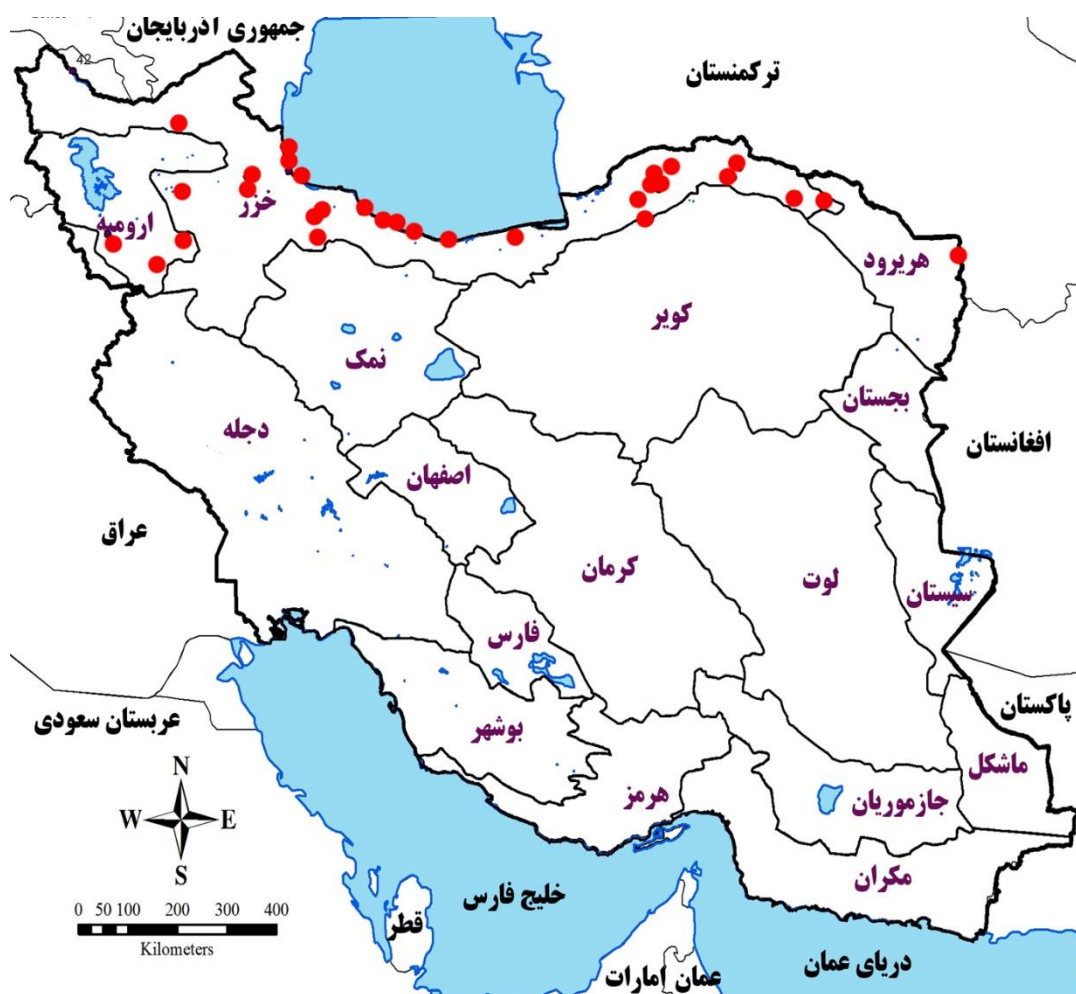 جمهوری آذربایجان
42
ترکمنستان
ارومیه
خزر
هریرود
کویر
نمک
بجستان
دجله
افغانستان
اصفهان
عراق
کرمان
لوت
سیستان
فارس
پاکستان
عربستان سعودی
بوشهر
ماشکل
هرمز
جازموریان
N
W E
S
مکران
خلیج فارس
قطر
0 50 100 200 300 400
Kilometers
دریای عمان
عمان امارات